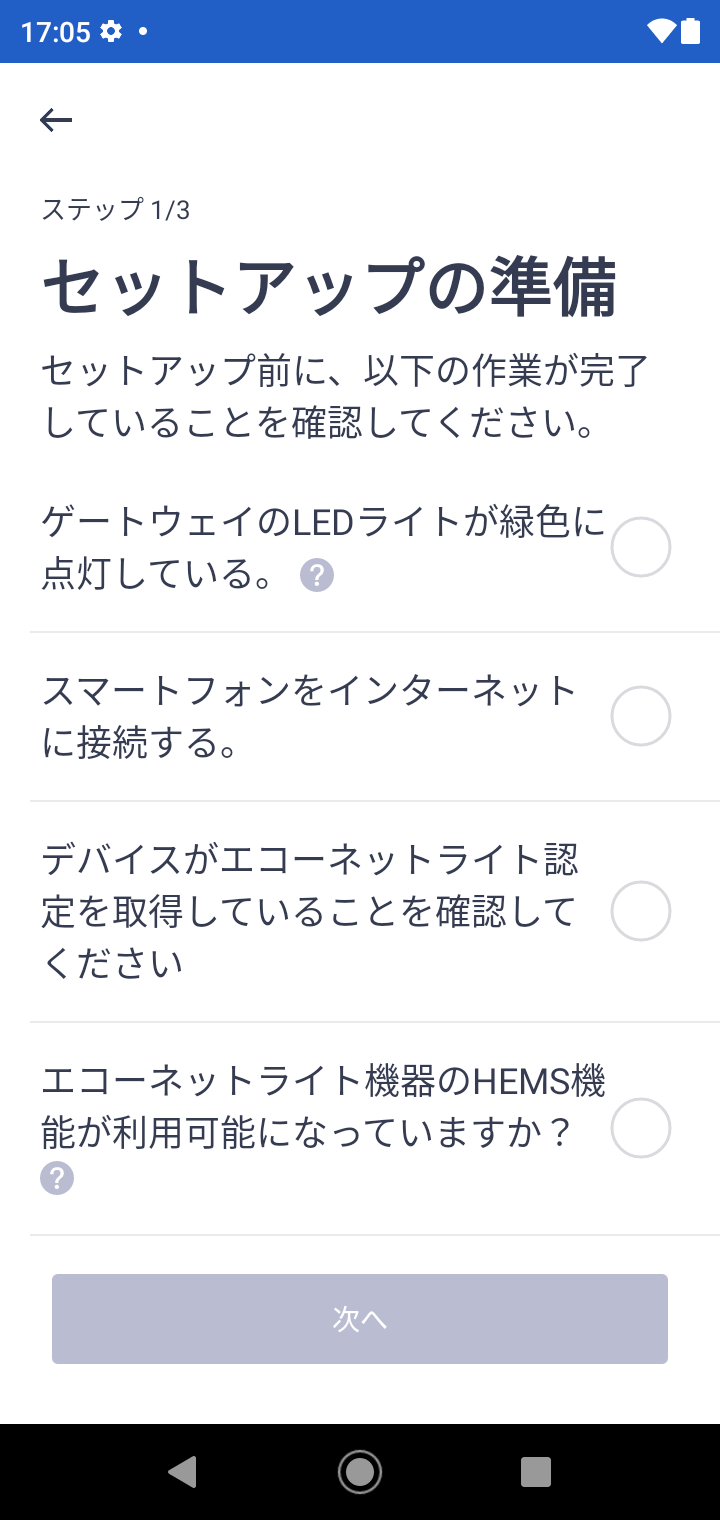 17:05
ステップ 1/3
セットアップの準備
セットアップ前に、以下の作業が完了
していることを確認してください。
ゲートウェイのLEDライトが緑色に
点灯している。 ?
スマートフォンをインターネット
に接続する。
デバイスがエコーネットライト認
定を取得していることを確認して
ください
エコーネットライト機器のHEMS機
能が利用可能になっていますか？
?
次へ